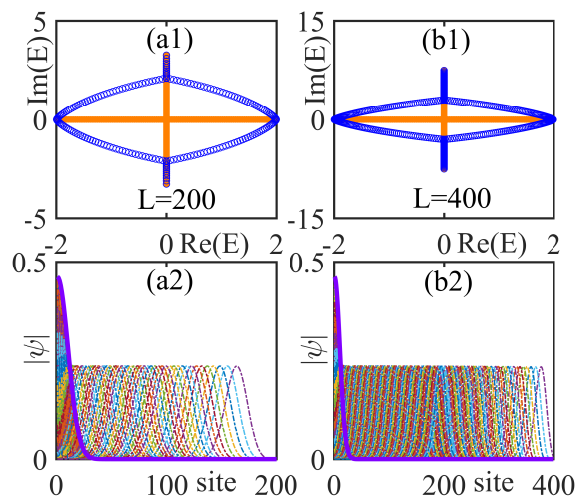 (a1)
(b1)
5
0
-5
Im(E)
L=200
-2
0
Re(E)
2
15
0
-15
Im(E)
L=400
-2
0
Re(E)
2
(a2)
(b2)
0.5
0
|ψ|
0
100
site
200
0.5
0
|ψ|
0
200
site
400